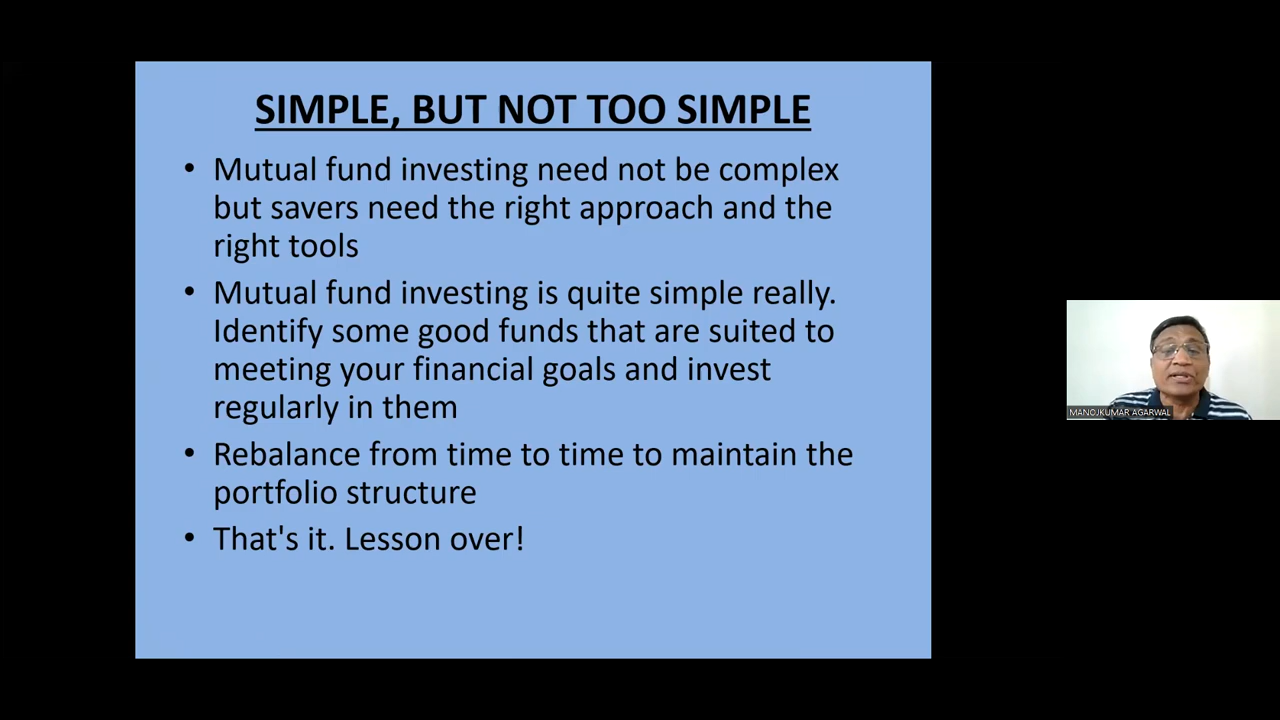 SIMPLE, BUT NOT TOO SIMPLE
• Mutual fund investing need not be complex
but savers need the right approach and the
right tools
• Mutual fund investing is quite simple really.
Identify some good funds that are suited to
meeting your financial goals and invest
regularly in them
• Rebalance from time to time to maintain the
portfolio structure
• That's it. Lesson over!
MANOJKUMAR AGARWAL